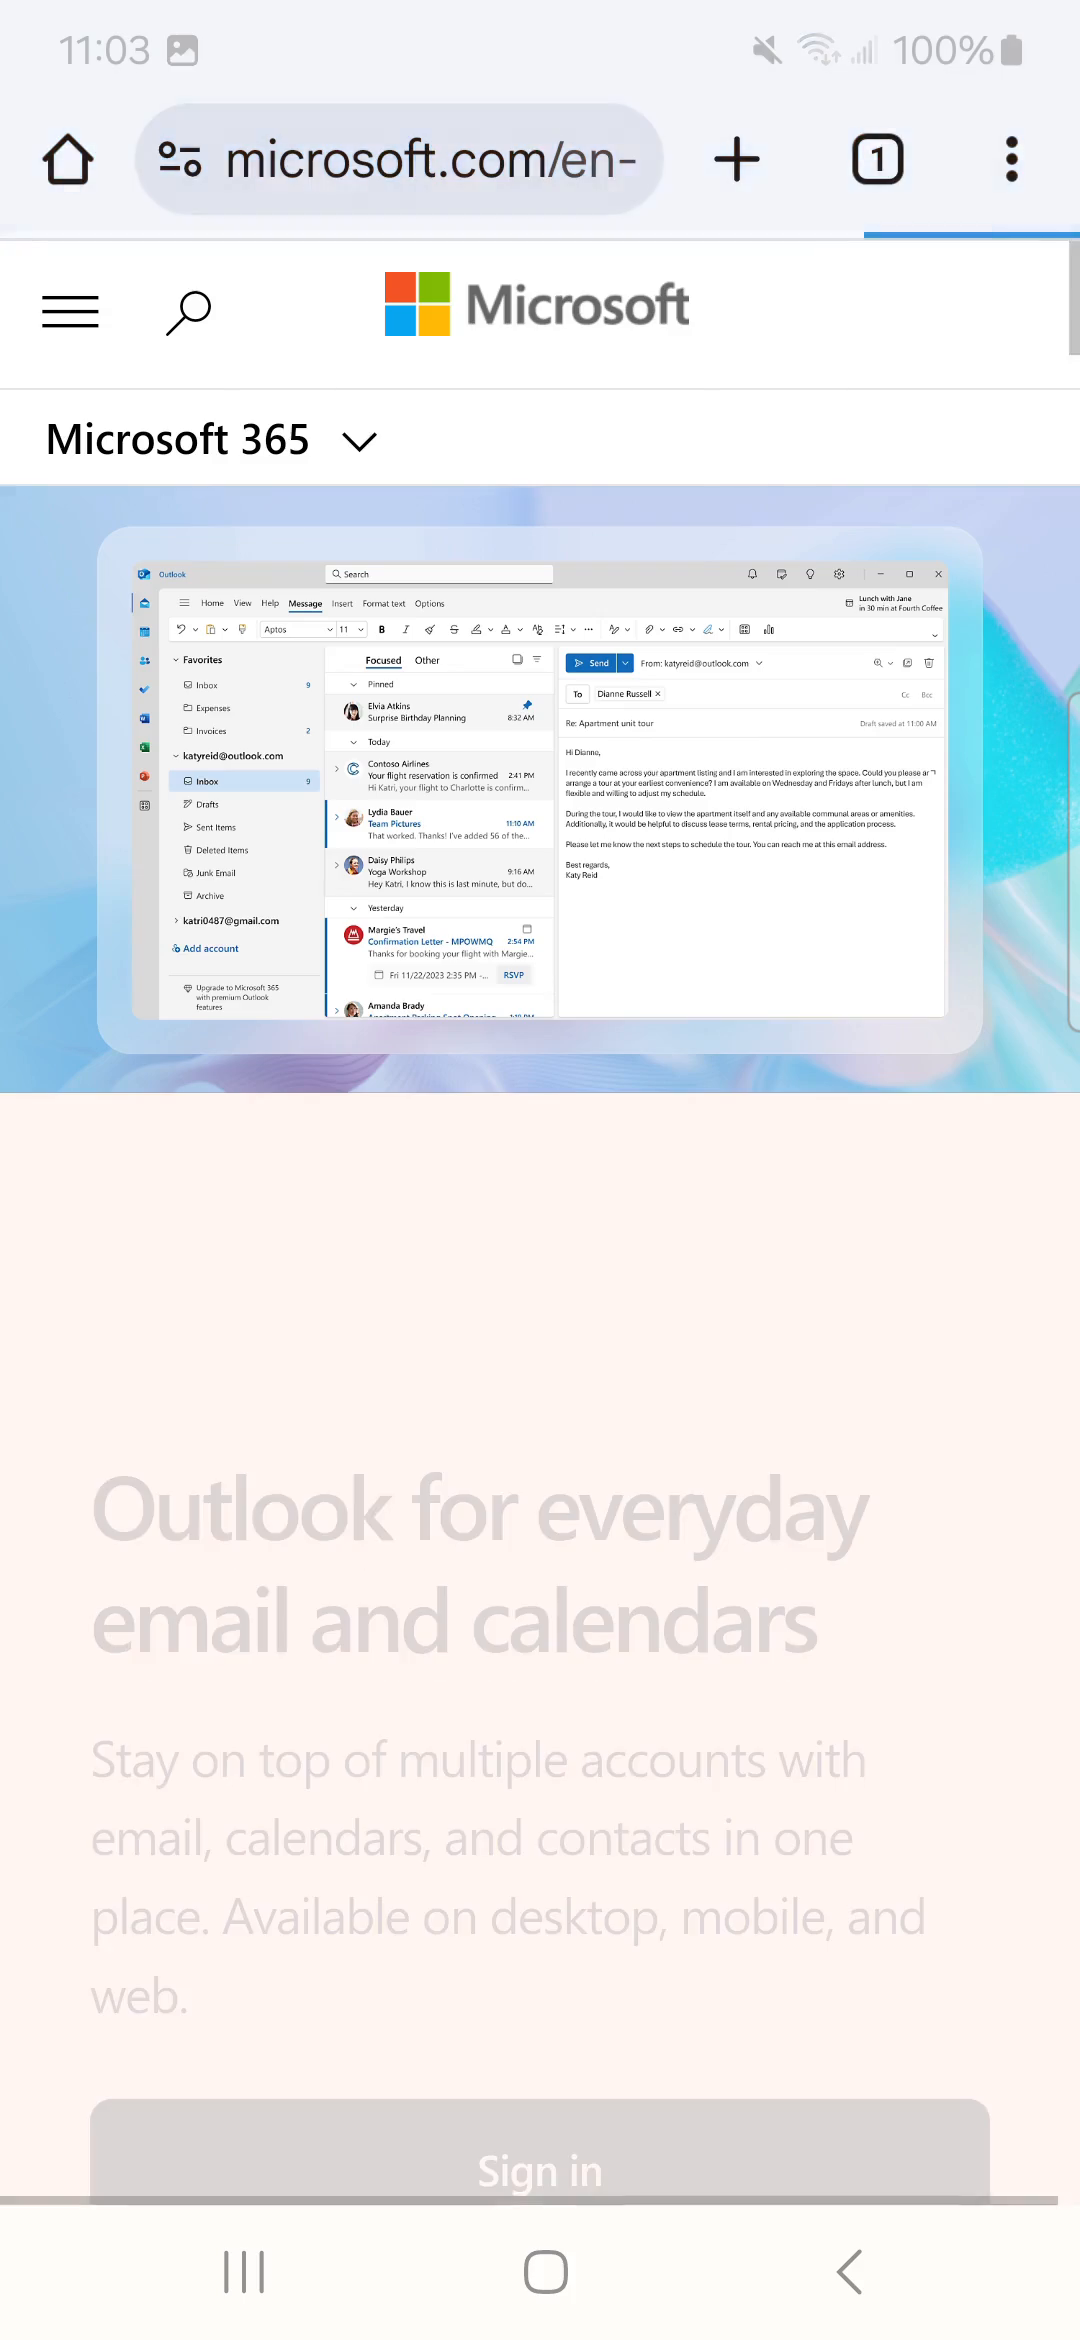 11:03
100%
microsoft.com/en-
1
Microsoft
Microsoft 365
Outlook
Search
Home View Help Message Insert Format text Options
Lunch with Jane
in 30 min at Fourth Coffee
Aptos 11
Favorites
Inbox 9
Expenses
Invoices 2
katyreid@outlook.com
Inbox 9
Drafts
Sent Items
Deleted Items
Junk Email
Archive
katri0487@gmail.com
Add account
Upgrade to Microsoft 365
with premium Outlook
features
Focused Other
Pinned
Elvia Atkins
Surprise Birthday Planning 8:32 AM
Today
Contoso Airlines
Your flight reservation is confirmed 2:41 PM
Hi Katri, your flight to Charlotte is confirm...
Lydia Bauer
Team Pictures 11:10 AM
That worked. Thanks! I've added 56 of the...
Daisy Philips
Yoga Workshop 9:16 AM
Hey Katri, I know this is last minute, but do...
Yesterday
Margie's Travel
Confirmation Letter - MPOWMQ 2:54 PM
Thanks for booking your flight with Margie...
Fri 11/22/2023 2:35 PM -... RSVP
Amanda Brady
Send From: katyreid@outlook.com
To Dianne Russell Cc Bcc
Re: Apartment unit tour Draft saved at 11:00 AM
Hi Dianne,
I recently came across your apartment listing and I am interested in exploring the space. Could you please ar
arrange a tour at your earliest convenience? I am available on Wednesday and Fridays after lunch, but I am
flexible and willing to adjust my schedule.
During the tour, I would like to view the apartment itself and any available communal areas or amenities.
Additionally, it would be helpful to discuss lease terms, rental pricing, and the application process.
Please let me know the next steps to schedule the tour. You can reach me at this email address.
Best regards,
Katy Reid
Outlook for everyday
email and calendars
Stay on top of multiple accounts with
email, calendars, and contacts in one
place. Available on desktop, mobile, and
web.
Sign in